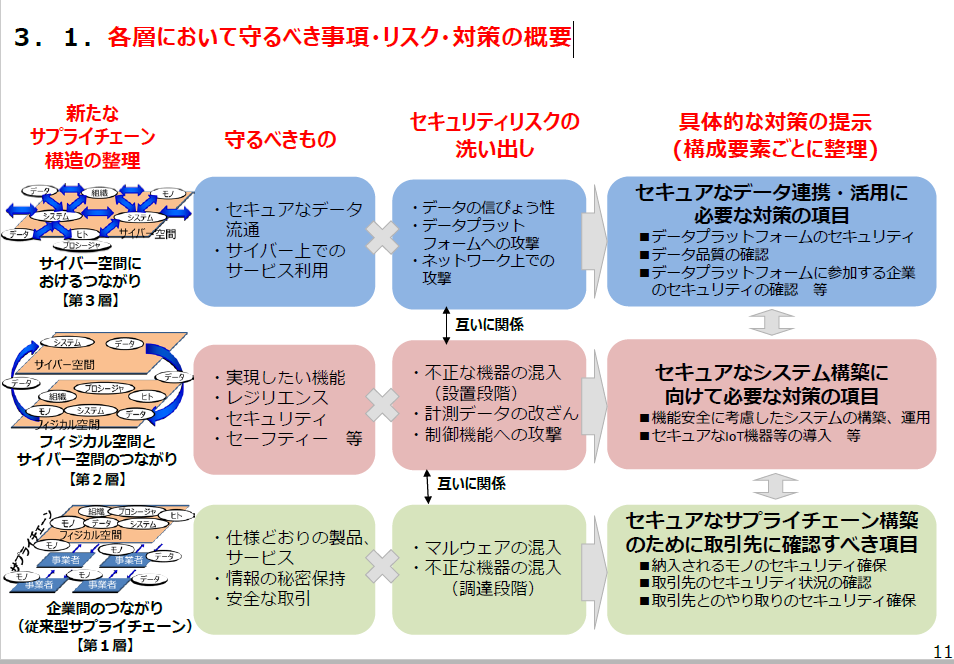 ３．１．各層において守るべき事項・リスク・対策の概要
新たな
サプライチェーン
構造の整理
守るべきもの
セキュリティリスクの
洗い出し
具体的な対策の提示
(構成要素ごとに整理)
データ
組織
モノ
システム
システム
データ
ヒト
サイバー空間
プロシージャ
サイバー空間に
おけるつながり
【第３層】
・セキュアなデータ
流通
・サイバー上での
サービス利用
・データの信ぴょう性
・データプラット
フォームへの攻撃
・ネットワーク上での
攻撃
セキュアなデータ連携・活用に
必要な対策の項目
■データプラットフォームのセキュリティ
■データ品質の確認
■データプラットフォームに参加する企業
のセキュリティの確認　等
互いに関係
システム
データ
サイバー空間
データ
データ
プロシージャ
組織
ヒト
モノ
システム
データ
フィジカル空間
フィジカル空間と
サイバー空間のつながり
【第２層】
・実現したい機能
・レジリエンス
・セキュリティ
・セーフティー　等
・不正な機器の混入
（設置段階）
・計測データの改ざん
・制御機能への攻撃
セキュアなシステム構築に
向けて必要な対策の項目
■機能安全に考慮したシステムの構築、運用
■セキュアなIoT機器等の導入　等
互いに関係
サプライチェーン
組織
プロシージャ
ヒト
モノ
データ
システム
フィジカル空間
モノ
モノ
データ
事業者
事業者
モノ
モノ
データ
事業者
事業者
企業間のつながり
（従来型サプライチェーン）
【第１層】
・仕様どおりの製品、
サービス
・情報の秘密保持
・安全な取引
・マルウェアの混入
・不正な機器の混入
（調達段階）
セキュアなサプライチェーン構築
のために取引先に確認すべき項目
■納入されるモノのセキュリティ確保
■取引先のセキュリティ状況の確認
■取引先とのやり取りのセキュリティ確保
11